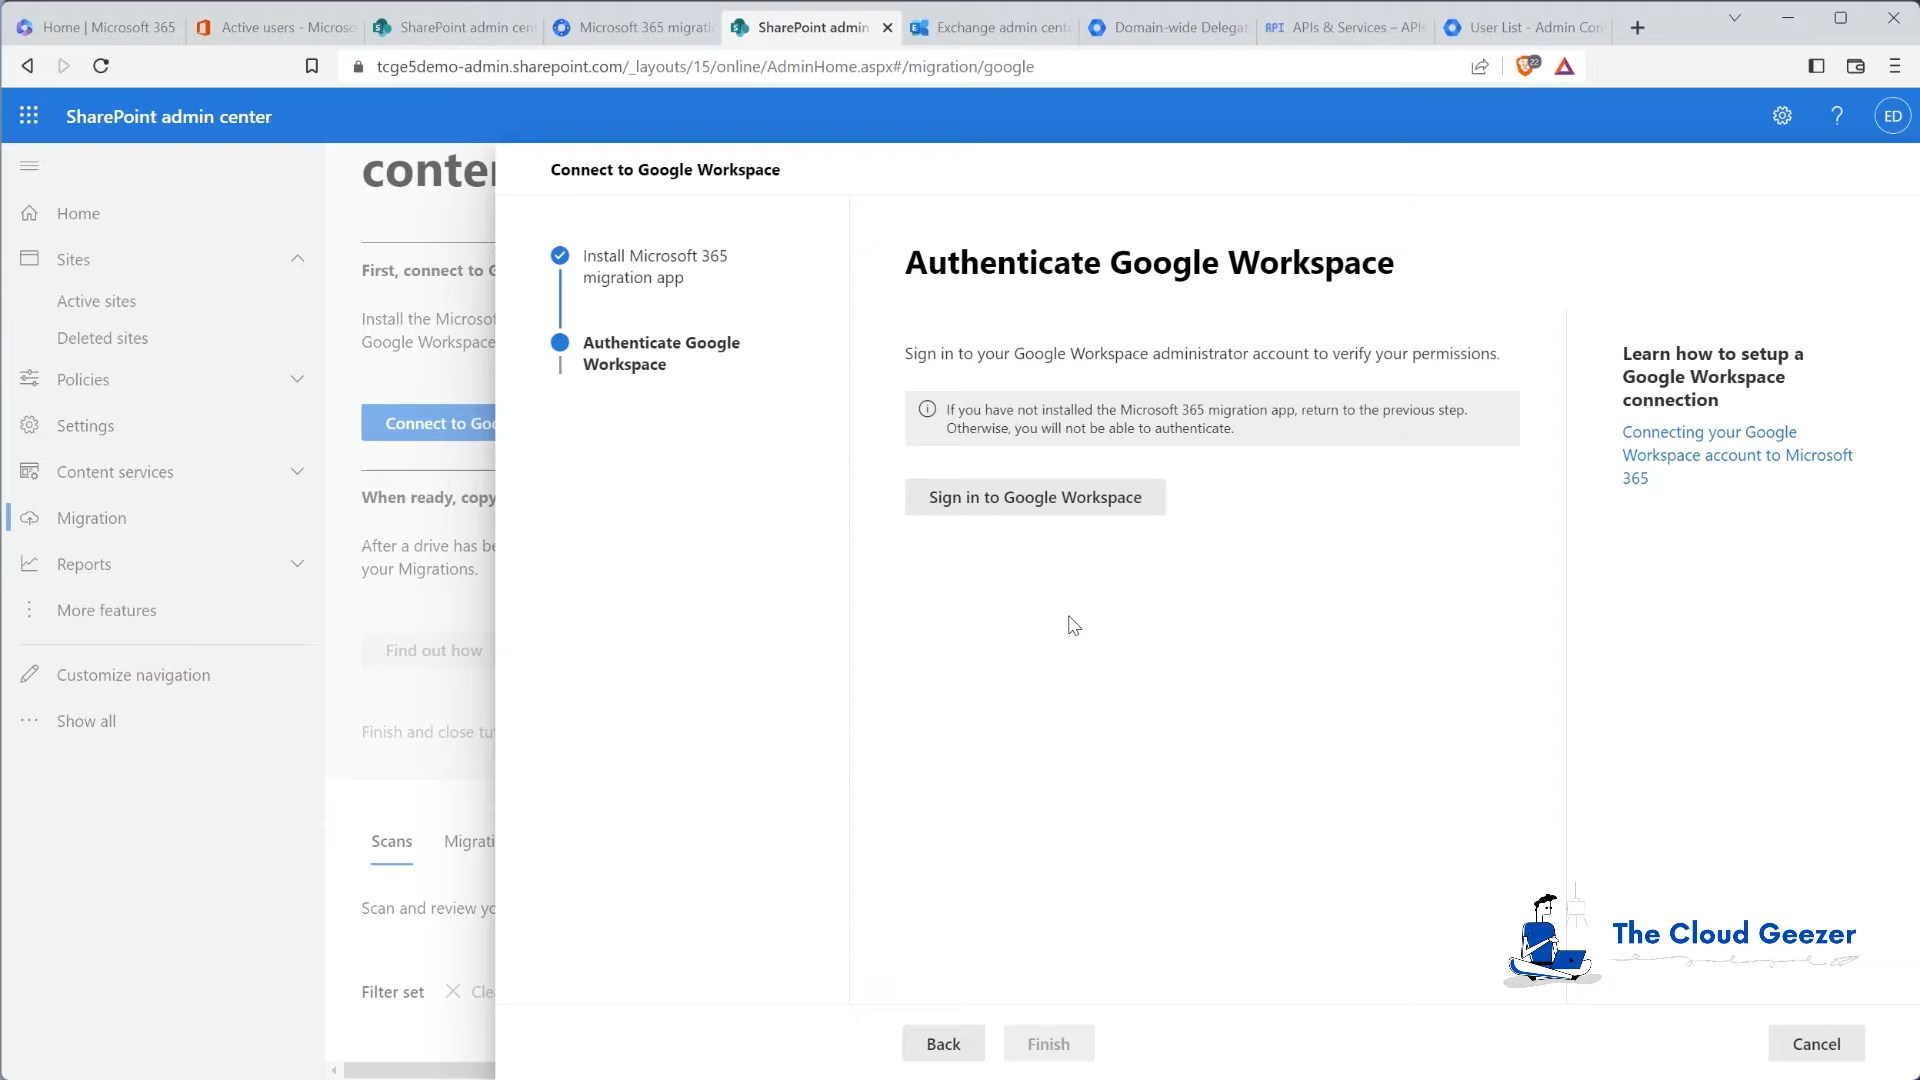 Home | Microsoft 365
Active users - Microso
SharePoint admin cen
Microsoft 365 migrati
SharePoint admin
Exchange admin cent
Domain-wide Delegat
API APIs & Services – APIs
User List - Admin Con
tcge5demo-admin.sharepoint.com/_layouts/15/online/AdminHome.aspx#/migration/google
22
SharePoint admin center
?
ED
Home
Sites
Active sites
Deleted sites
Policies
Settings
Content services
Migration
Reports
More features
Customize navigation
Show all
conte
First, connect to G
Install the Microsof
Google Workspace
Connect to Goo
When ready, copy
After a drive has be
your Migrations.
Find out how
Finish and close tu
Scans
Migrati
Scan and review yo
Filter set
Cle
Connect to Google Workspace
Install Microsoft 365
migration app
Authenticate Google
Workspace
Authenticate Google Workspace
Sign in to your Google Workspace administrator account to verify your permissions.
If you have not installed the Microsoft 365 migration app, return to the previous step.
Otherwise, you will not be able to authenticate.
Sign in to Google Workspace
Learn how to setup a
Google Workspace
connection
Connecting your Google
Workspace account to Microsoft
365
The Cloud Geezer
Back
Finish
Cancel